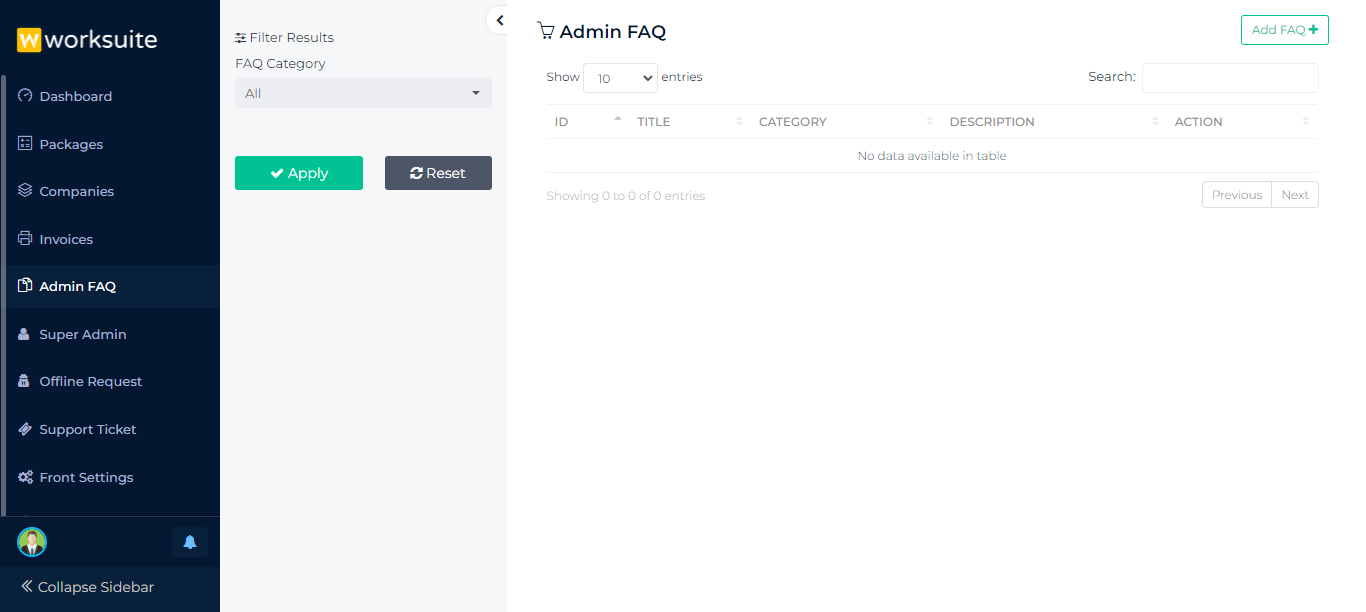 worksuite
Dashboard
Packages
Companies
Invoices
Admin FAQ
Super Admin
Offline Request
Support Ticket
Front Settings
Collapse Sidebar
Filter Results
FAQ Category
All
Apply Reset
Admin FAQ
Add FAQ
Show 10 entries
Search:
ID TITLE CATEGORY DESCRIPTION ACTION
No data available in table
Showing 0 to 0 of 0 entries
Previous Next